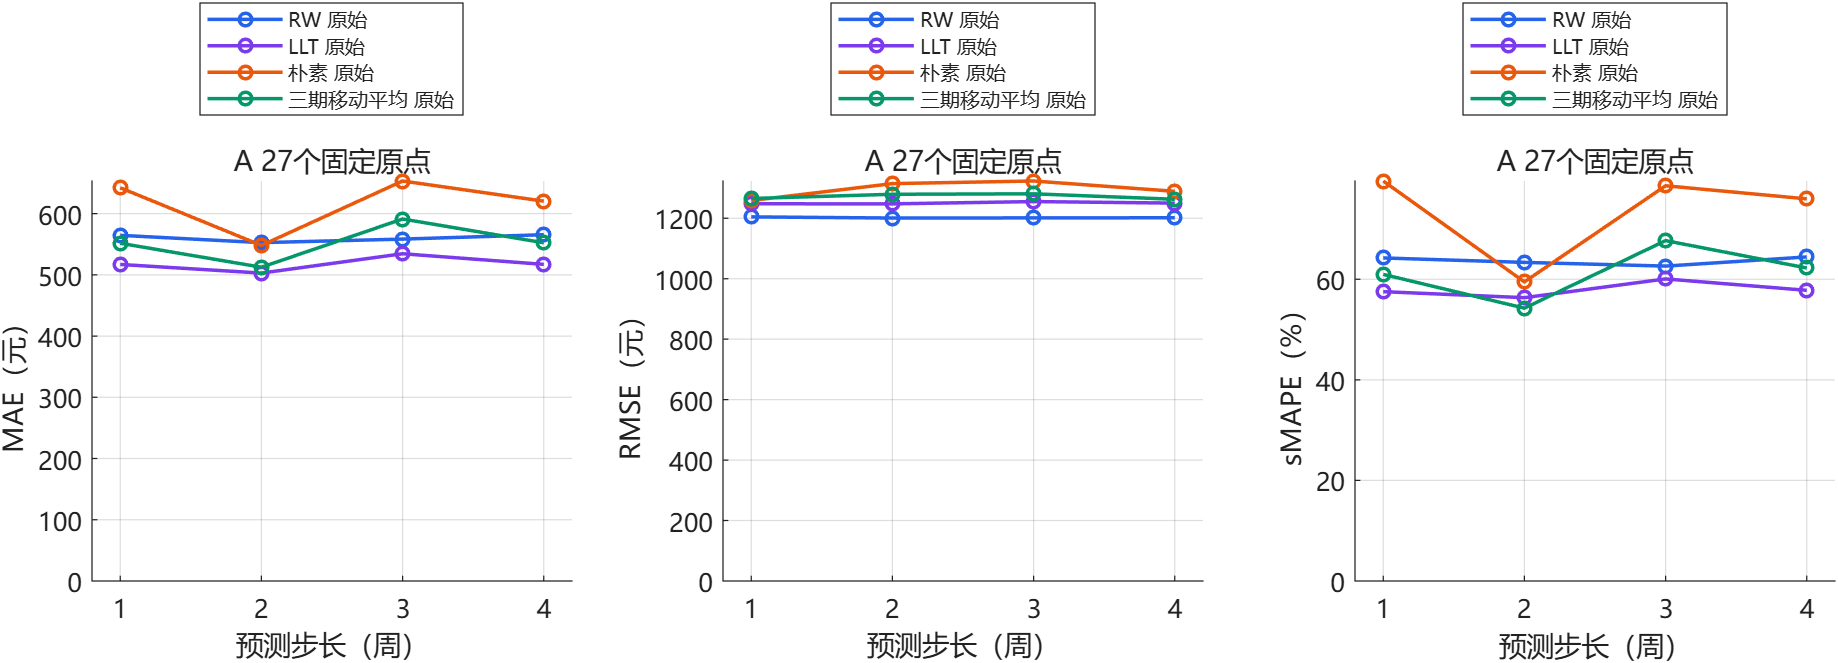 RW 原始
LLT 原始
朴素 原始
三期移动平均 原始
A 27个固定原点
600
500
400
300
200
100
0
MAE（元）
1 2 3 4
预测步长（周）
RW 原始
LLT 原始
朴素 原始
三期移动平均 原始
A 27个固定原点
1200
1000
800
600
400
200
0
RMSE（元）
1 2 3 4
预测步长（周）
RW 原始
LLT 原始
朴素 原始
三期移动平均 原始
A 27个固定原点
60
40
20
0
sMAPE（%）
1 2 3 4
预测步长（周）